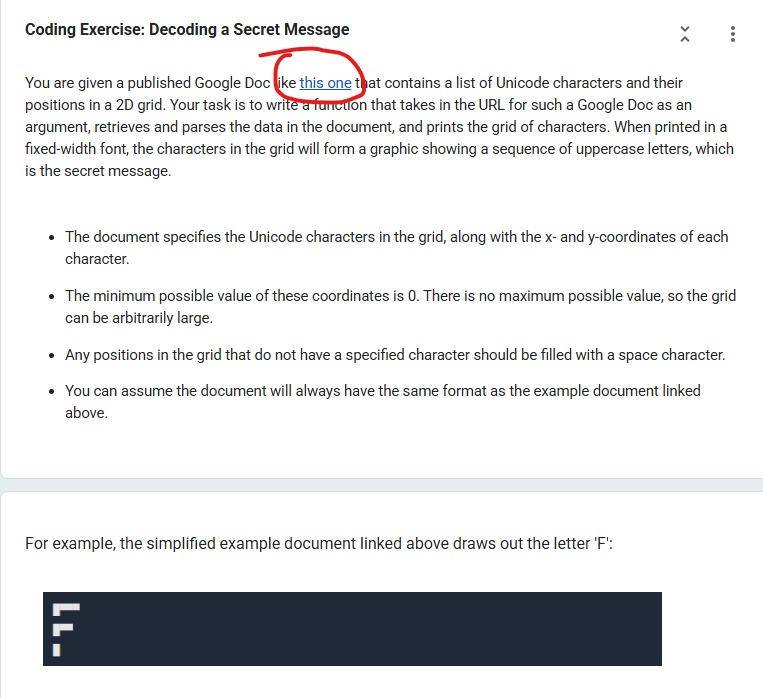 Coding Exercise: Decoding a Secret Message
You are given a published Google Doc like this one that contains a list of Unicode characters and their
positions in a 2D grid. Your task is to write a function that takes in the URL for such a Google Doc as an
argument, retrieves and parses the data in the document, and prints the grid of characters. When printed in a
fixed-width font, the characters in the grid will form a graphic showing a sequence of uppercase letters, which
is the secret message.
• The document specifies the Unicode characters in the grid, along with the x- and y-coordinates of each
character.
• The minimum possible value of these coordinates is 0. There is no maximum possible value, so the grid
can be arbitrarily large.
• Any positions in the grid that do not have a specified character should be filled with a space character.
• You can assume the document will always have the same format as the example document linked
above.
For example, the simplified example document linked above draws out the letter 'F':
█▀▀▀
█▀▀
█